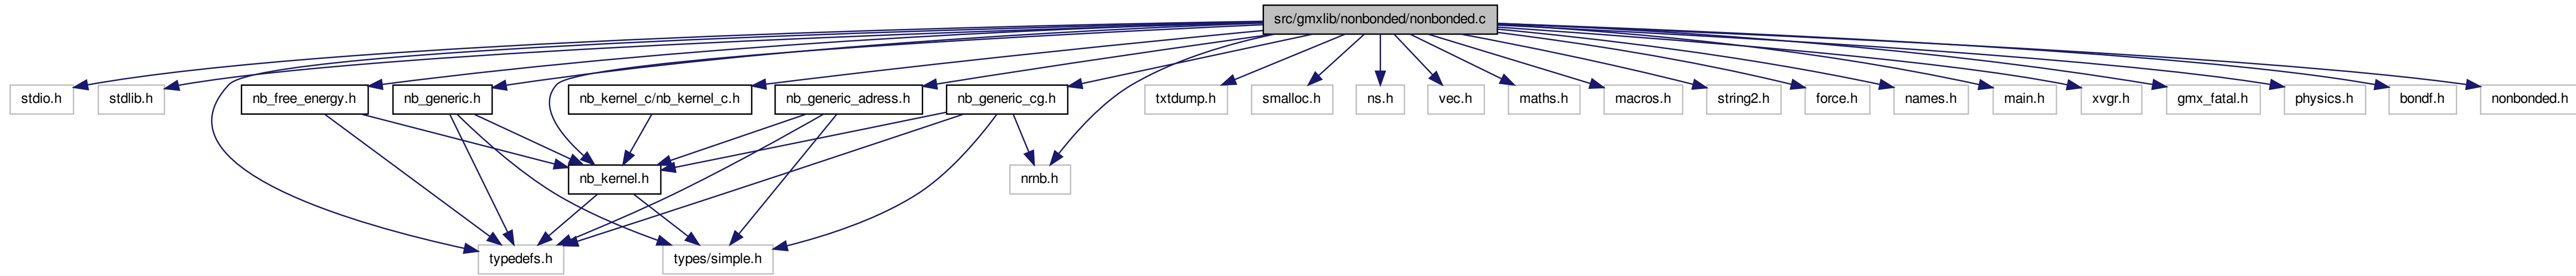 src/gmxlib/nonbonded/nonbonded.c
stdio.h
stdlib.h
nb_free_energy.h
nb_generic.h
nb_kernel_c/nb_kernel_c.h
nb_generic_adress.h
nb_generic_cg.h
txtdump.h
smalloc.h
ns.h
vec.h
maths.h
macros.h
string2.h
force.h
names.h
main.h
xvgr.h
gmx_fatal.h
physics.h
bondf.h
nonbonded.h
nb_kernel.h
nrnb.h
typedefs.h
types/simple.h